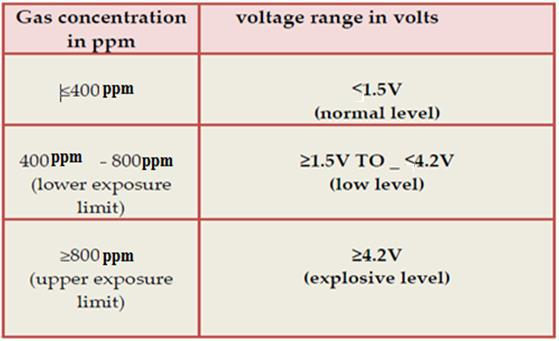 Gas concentration
in ppm
voltage range in volts
≤400 ppm
<1.5V
(normal level)
400ppm - 800ppm
(lower exposure
limit)
≥1.5V TO _ <4.2V
(low level)
≥800 ppm
(upper exposure
limit)
≥4.2V
(explosive level)